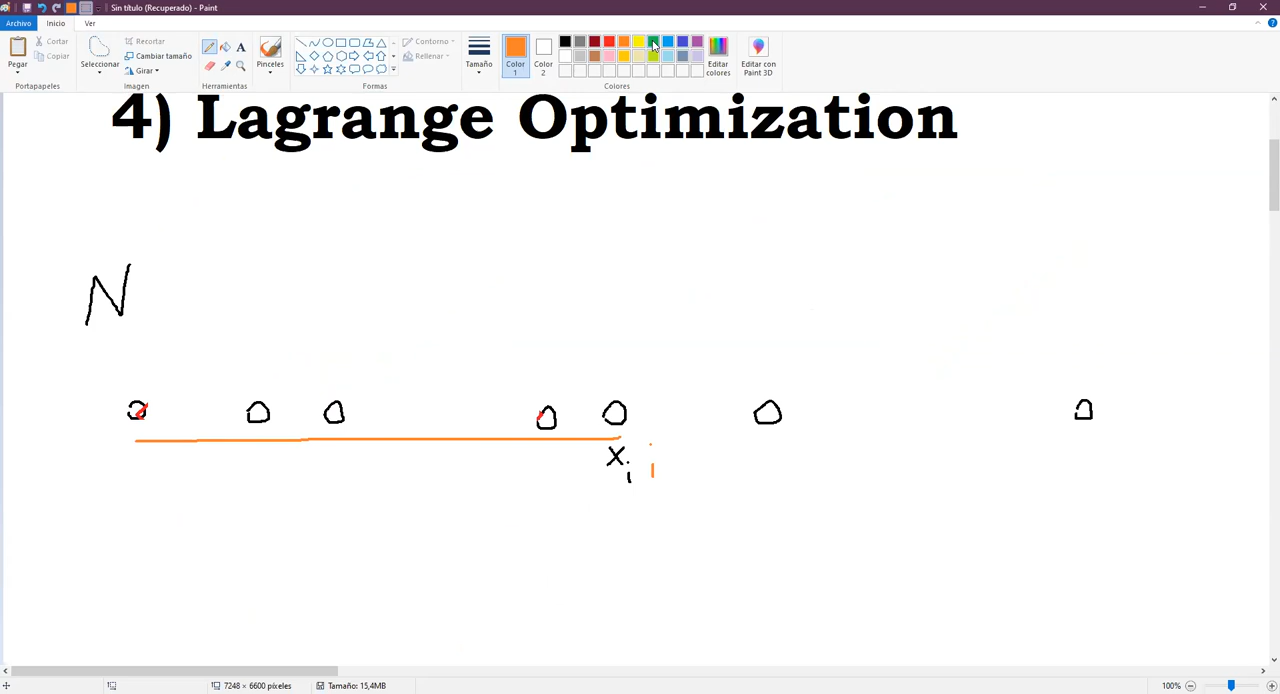 Sin título (Recuperado) - Paint
Archivo
Inicio
Ver
Pegar
Cortar
Copiar
Portapapeles
Seleccionar
Recortar
Cambiar tamaño
Girar
Imagen
A
Herramientas
Pinceles
Contorno
Rellenar
Formas
Tamaño
Color 1
Color 2
Editar colores
Editar con Paint 3D
Colores
4) Lagrange Optimization
N
x i i
7248 × 6600 píxeles
Tamaño: 15,4MB
100%